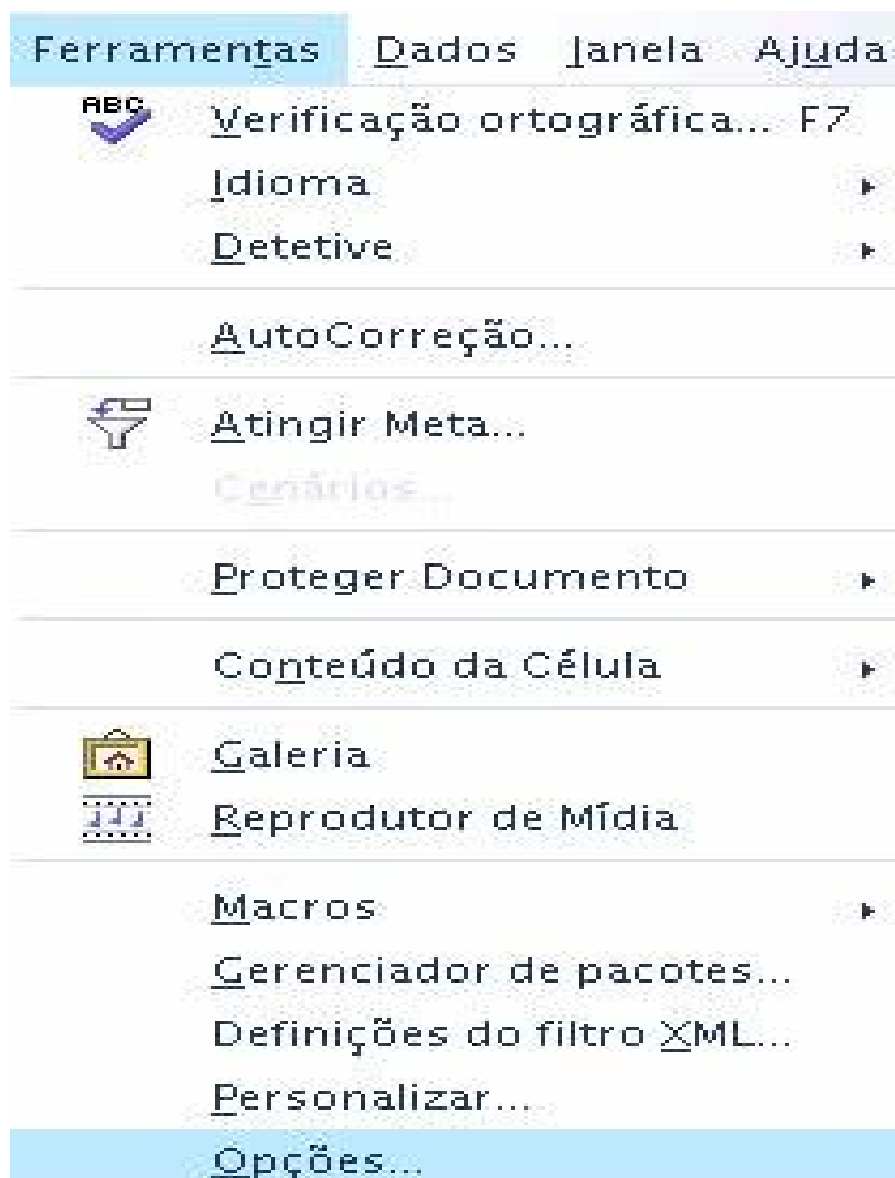 Ferramentas Dados Janela Ajuda
ABC Verificação ortográfica... F7
Idioma
Detetive
AutoCorreção...
Atingir Meta...
Cenários...
Proteger Documento
Conteúdo da Célula
Galeria
Reprodutor de Mídia
Macros
Gerenciador de pacotes...
Definições do filtro XML...
Personalizar...
Opções...